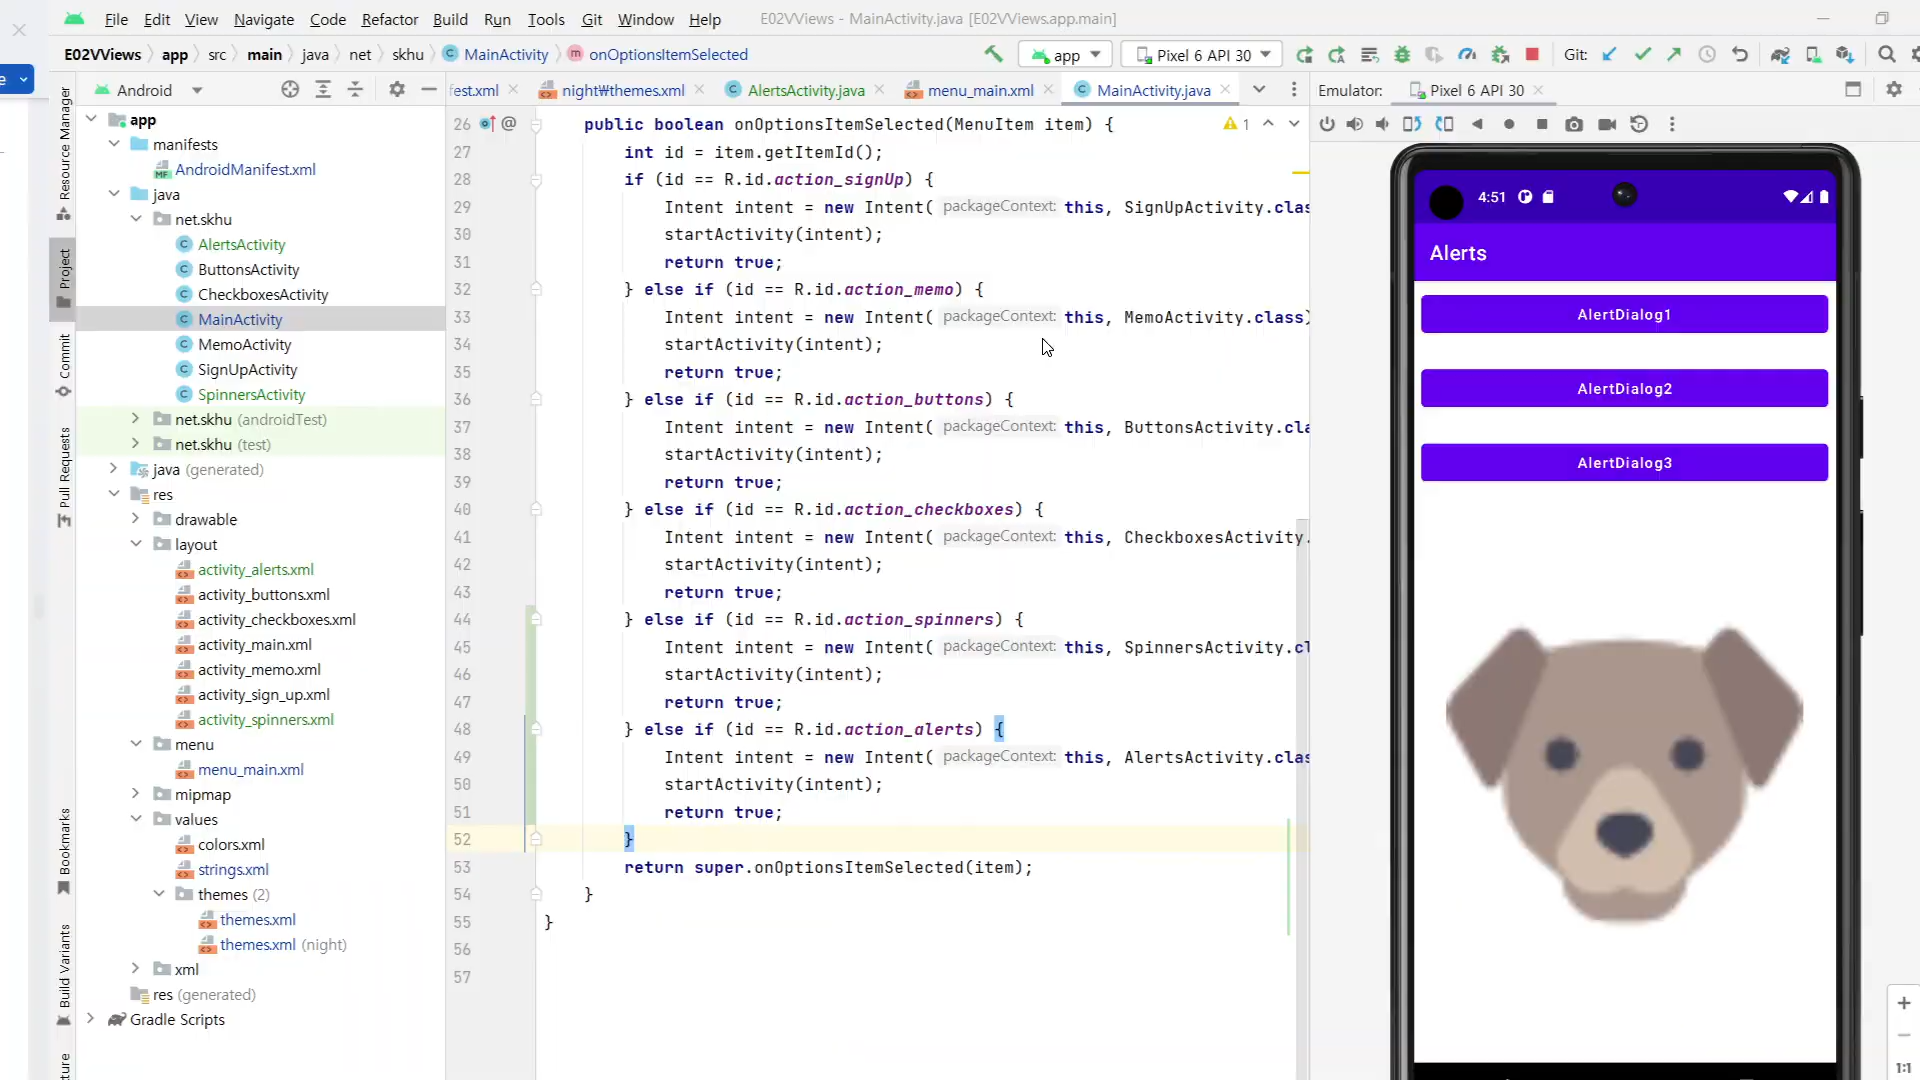 File Edit View Navigate Code Refactor Build Run Tools Git Window Help E02VViews - MainActivity.java [E02VViews.app.main]
E02VViews app src main java net skhu MainActivity onOptionsItemSelected app Pixel 6 API 30 Git:
Android
fest.xml night₩themes.xml AlertsActivity.java menu_main.xml MainActivity.java
Emulator: Pixel 6 API 30
Resource Manager
Project
Commit
Pull Requests
Bookmarks
Build Variants
app
manifests
AndroidManifest.xml
java
net.skhu
AlertsActivity
ButtonsActivity
CheckboxesActivity
MainActivity
MemoActivity
SignUpActivity
SpinnersActivity
net.skhu (androidTest)
net.skhu (test)
java (generated)
res
drawable
layout
activity_alerts.xml
activity_buttons.xml
activity_checkboxes.xml
activity_main.xml
activity_memo.xml
activity_sign_up.xml
activity_spinners.xml
menu
menu_main.xml
mipmap
values
colors.xml
strings.xml
themes (2)
themes.xml
themes.xml (night)
xml
res (generated)
Gradle Scripts
26 @ public boolean onOptionsItemSelected(MenuItem item) { 1
27 int id = item.getItemId();
28 if (id == R.id.action_signUp) {
29 Intent intent = new Intent( packageContext: this, SignUpActivity.clas
30 startActivity(intent);
31 return true;
32 } else if (id == R.id.action_memo) {
33 Intent intent = new Intent( packageContext: this, MemoActivity.class)
34 startActivity(intent);
35 return true;
36 } else if (id == R.id.action_buttons) {
37 Intent intent = new Intent( packageContext: this, ButtonsActivity.cla
38 startActivity(intent);
39 return true;
40 } else if (id == R.id.action_checkboxes) {
41 Intent intent = new Intent( packageContext: this, CheckboxesActivity.
42 startActivity(intent);
43 return true;
44 } else if (id == R.id.action_spinners) {
45 Intent intent = new Intent( packageContext: this, SpinnersActivity.cl
46 startActivity(intent);
47 return true;
48 } else if (id == R.id.action_alerts) {
49 Intent intent = new Intent( packageContext: this, AlertsActivity.clas
50 startActivity(intent);
51 return true;
52 }
53 return super.onOptionsItemSelected(item);
54 }
55 }
56
57
4:51
Alerts
AlertDialog1
AlertDialog2
AlertDialog3
1:1